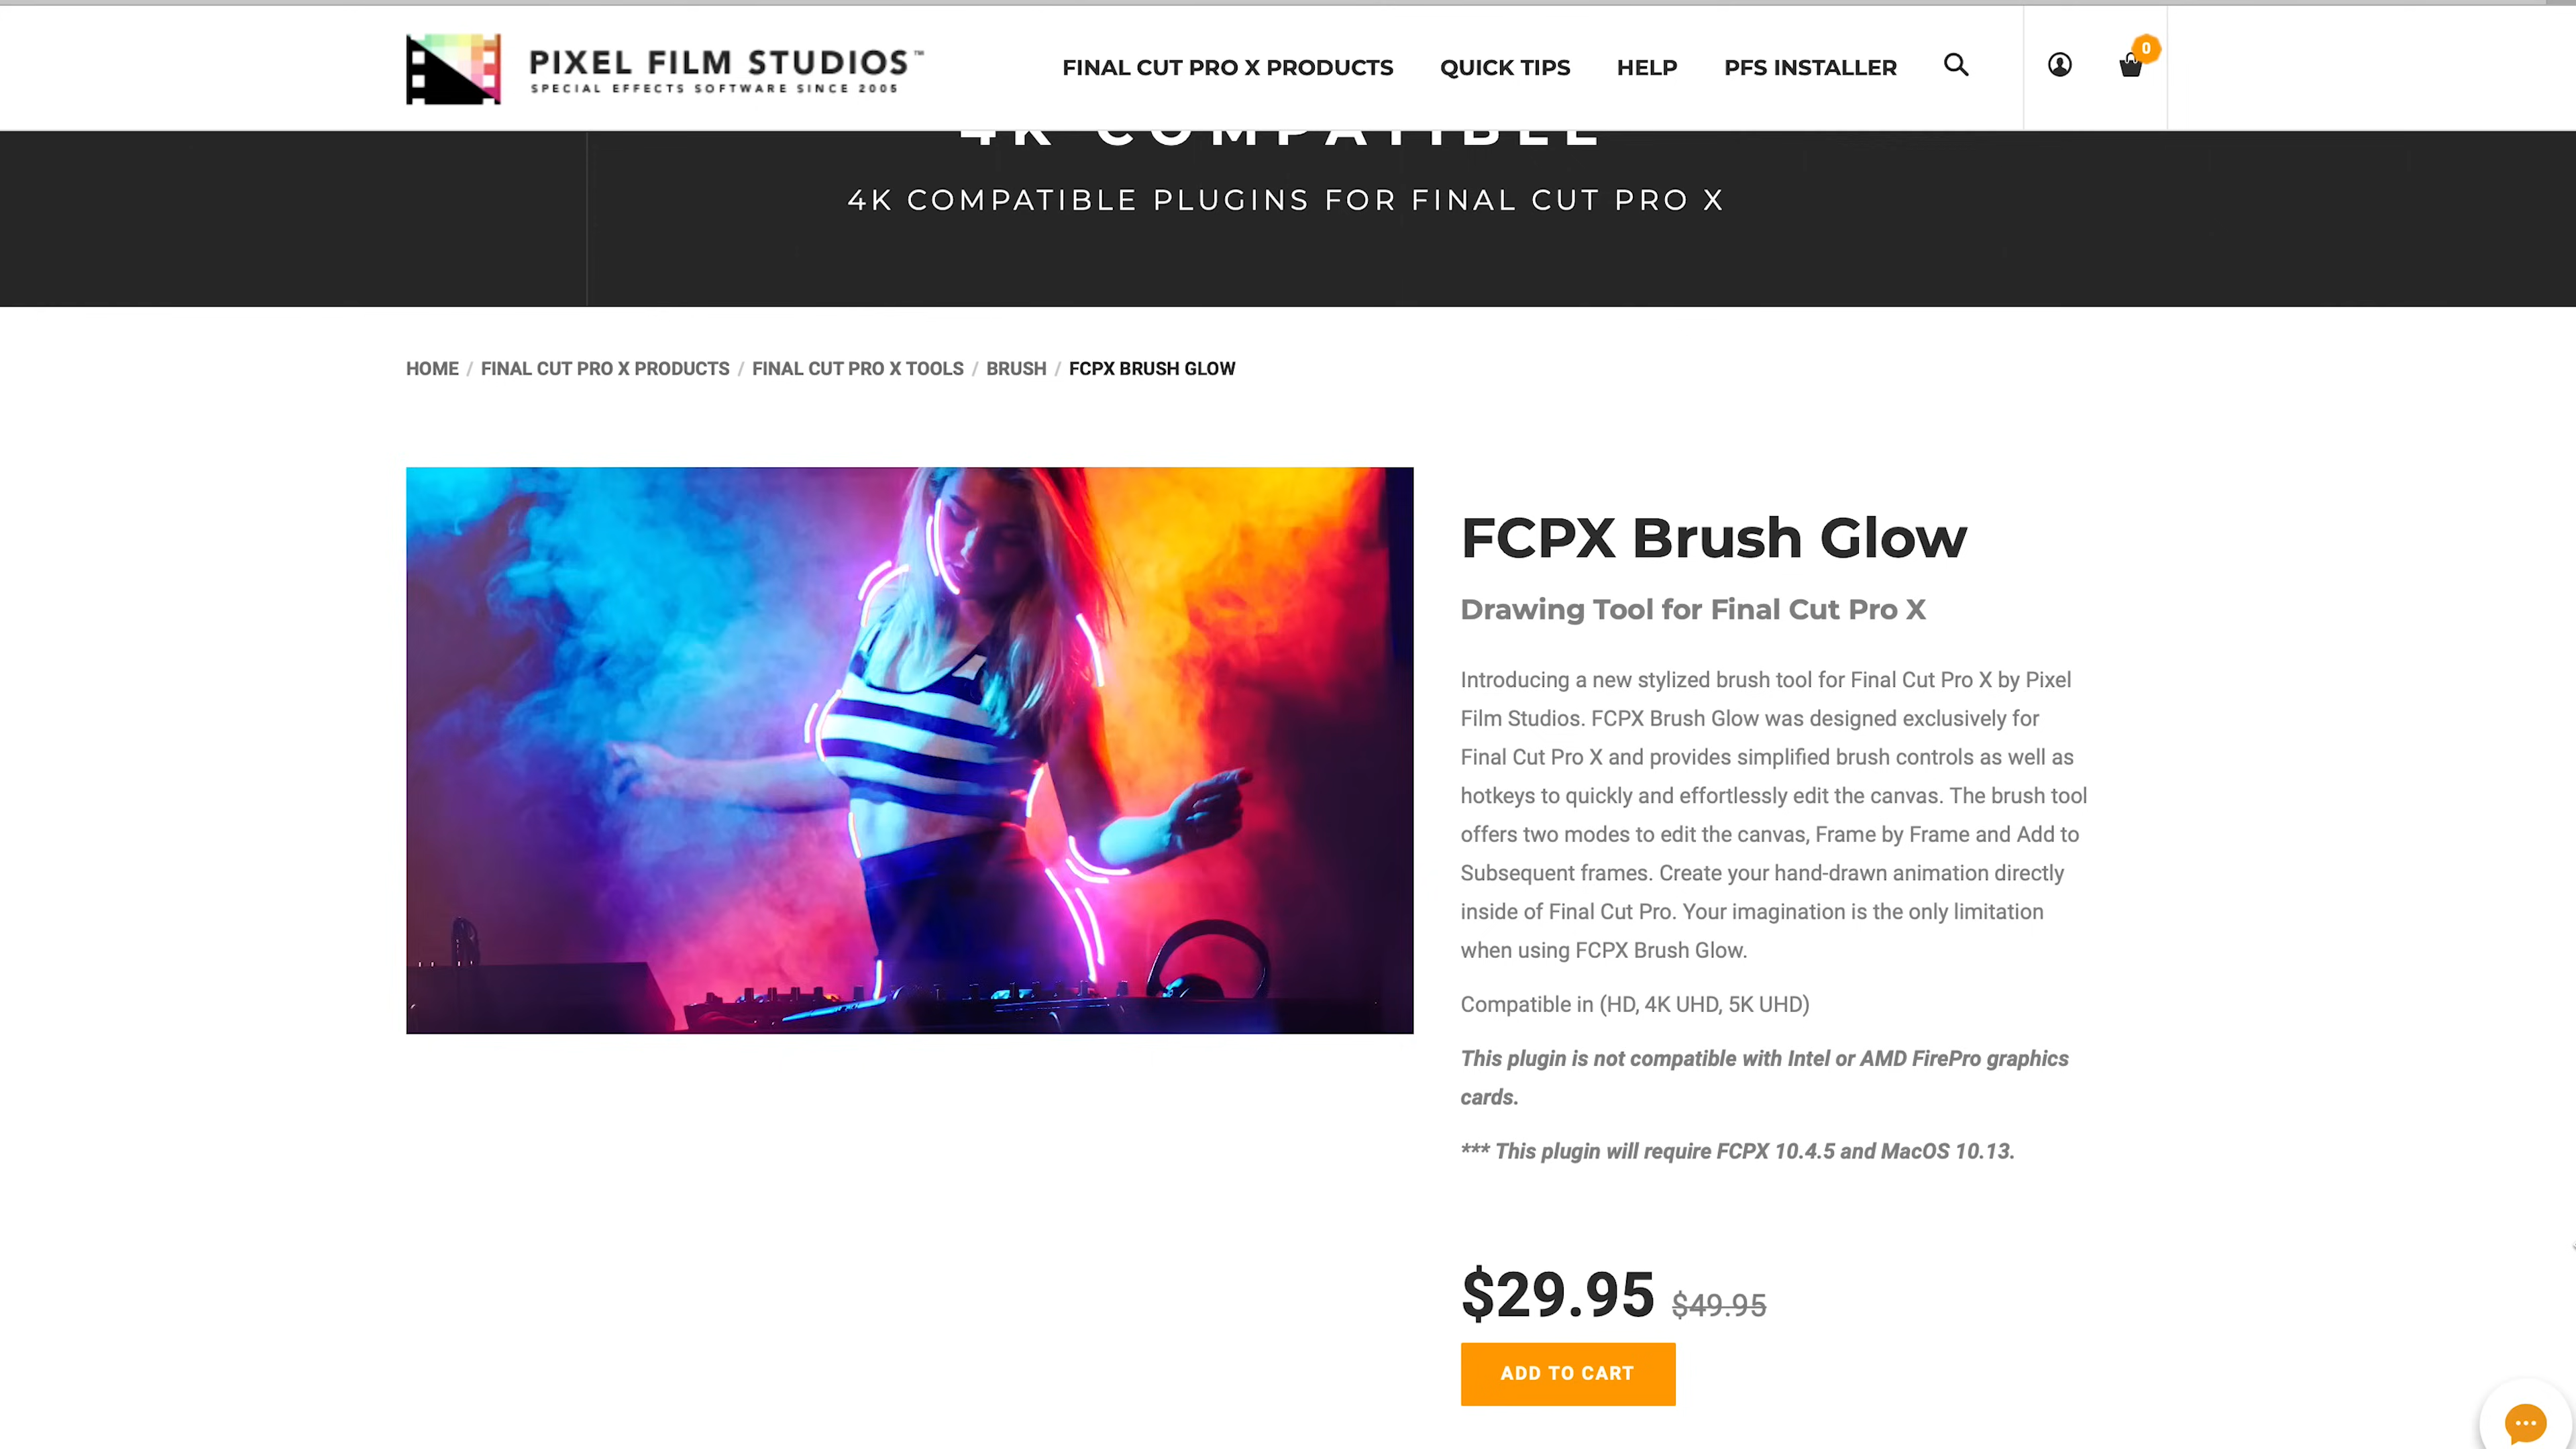 PIXEL FILM STUDIOS™
SPECIAL EFFECTS SOFTWARE SINCE 2005
FINAL CUT PRO X PRODUCTS
QUICK TIPS
HELP
PFS INSTALLER
0
4K COMPATIBLE
4K COMPATIBLE PLUGINS FOR FINAL CUT PRO X
HOME / FINAL CUT PRO X PRODUCTS / FINAL CUT PRO X TOOLS / BRUSH / FCPX BRUSH GLOW
FCPX Brush Glow
Drawing Tool for Final Cut Pro X
Introducing a new stylized brush tool for Final Cut Pro X by Pixel
Film Studios. FCPX Brush Glow was designed exclusively for
Final Cut Pro X and provides simplified brush controls as well as
hotkeys to quickly and effortlessly edit the canvas. The brush tool
offers two modes to edit the canvas, Frame by Frame and Add to
Subsequent frames. Create your hand-drawn animation directly
inside of Final Cut Pro. Your imagination is the only limitation
when using FCPX Brush Glow.
Compatible in (HD, 4K UHD, 5K UHD)
This plugin is not compatible with Intel or AMD FirePro graphics
cards.
*** This plugin will require FCPX 10.4.5 and MacOS 10.13.
$29.95 $49.95
ADD TO CART